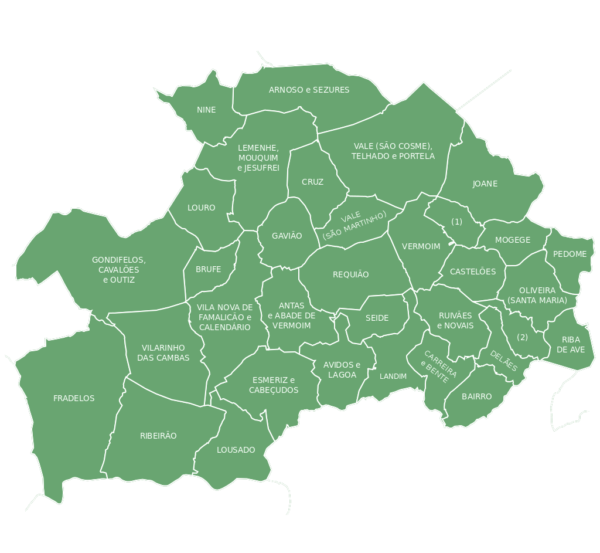 ARNOSO e SEZURES
NINE
LEMENHE,
MOUQUIM
e JESUFREI
VALE (SÃO COSME),
TELHADO e PORTELA
CRUZ
JOANE
LOURO
VALE
(SÃO MARTINHO)
(1)
GAVIÃO
VERMOIM
MOGEGE
PEDOME
GONDIFELOS,
CAVALÕES
e OUTIZ
BRUFE
REQUIÃO
CASTELÕES
OLIVEIRA
(SANTA MARIA)
VILA NOVA DE
FAMALICÃO e
CALENDÁRIO
ANTAS
e ABADE DE
VERMOIM
SEIDE
RUIVÃES
e NOVAIS
(2)
RIBA
DE AVE
VILARINHO
DAS CAMBAS
DELÃES
CARREIRA
e BENTE
AVIDOS e
LAGOA
LANDIM
ESMERIZ e
CABEÇUDOS
BAIRRO
FRADELOS
RIBEIRÃO
LOUSADO